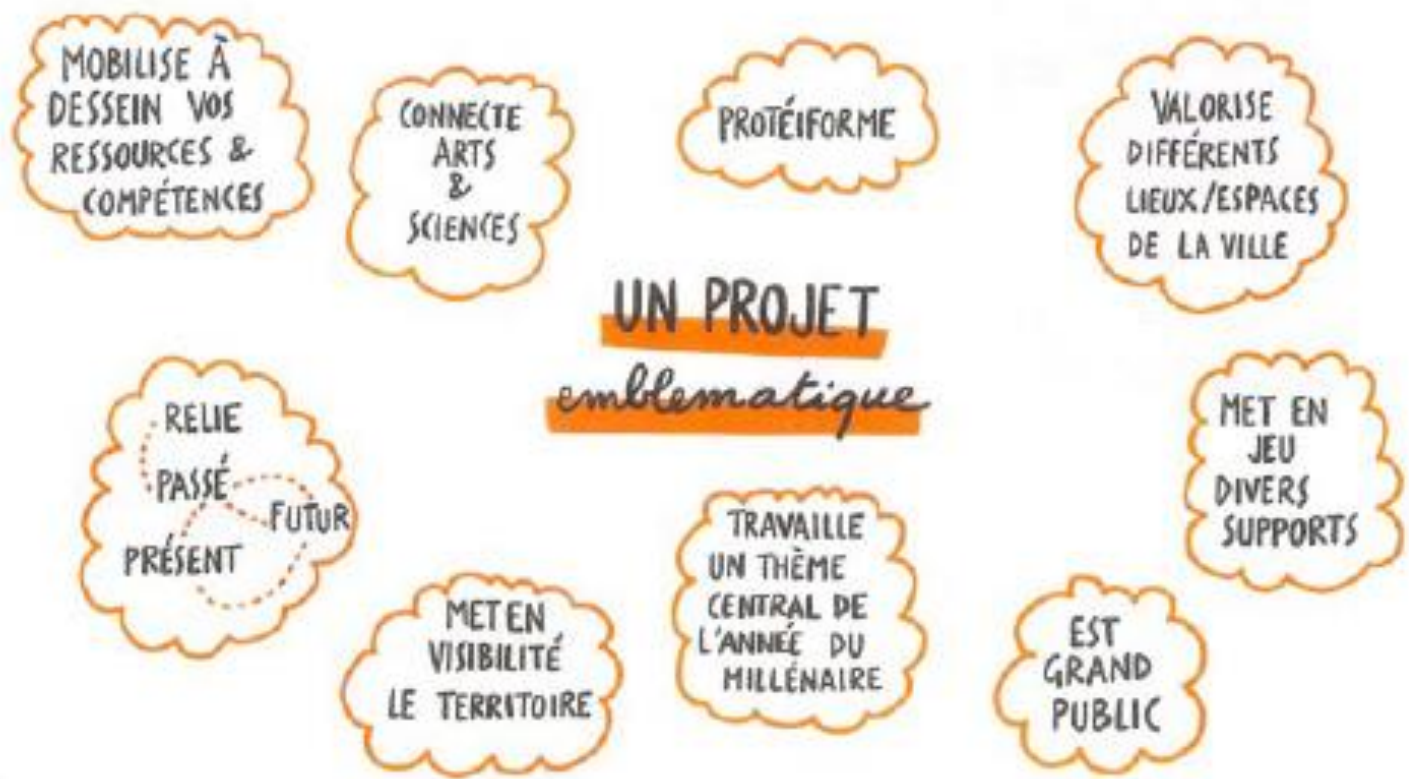 MOBILISE À
DESSEIN VOS
RESSOURCES &
COMPÉTENCES
CONNECTE
ARTS
&
SCIENCES
PROTÉIFORME
VALORISE
DIFFÉRENTS
LIEUX/ESPACES
DE LA VILLE
UN PROJET
emblematique
RELIE
PASSÉ
FUTUR
PRÉSENT
MET EN
JEU
DIVERS
SUPPORTS
MET EN
VISIBILITÉ
LE TERRITOIRE
TRAVAILLE
UN THÈME
CENTRAL DE
L'ANNÉE DU
MILLÉNAIRE
EST
GRAND
PUBLIC